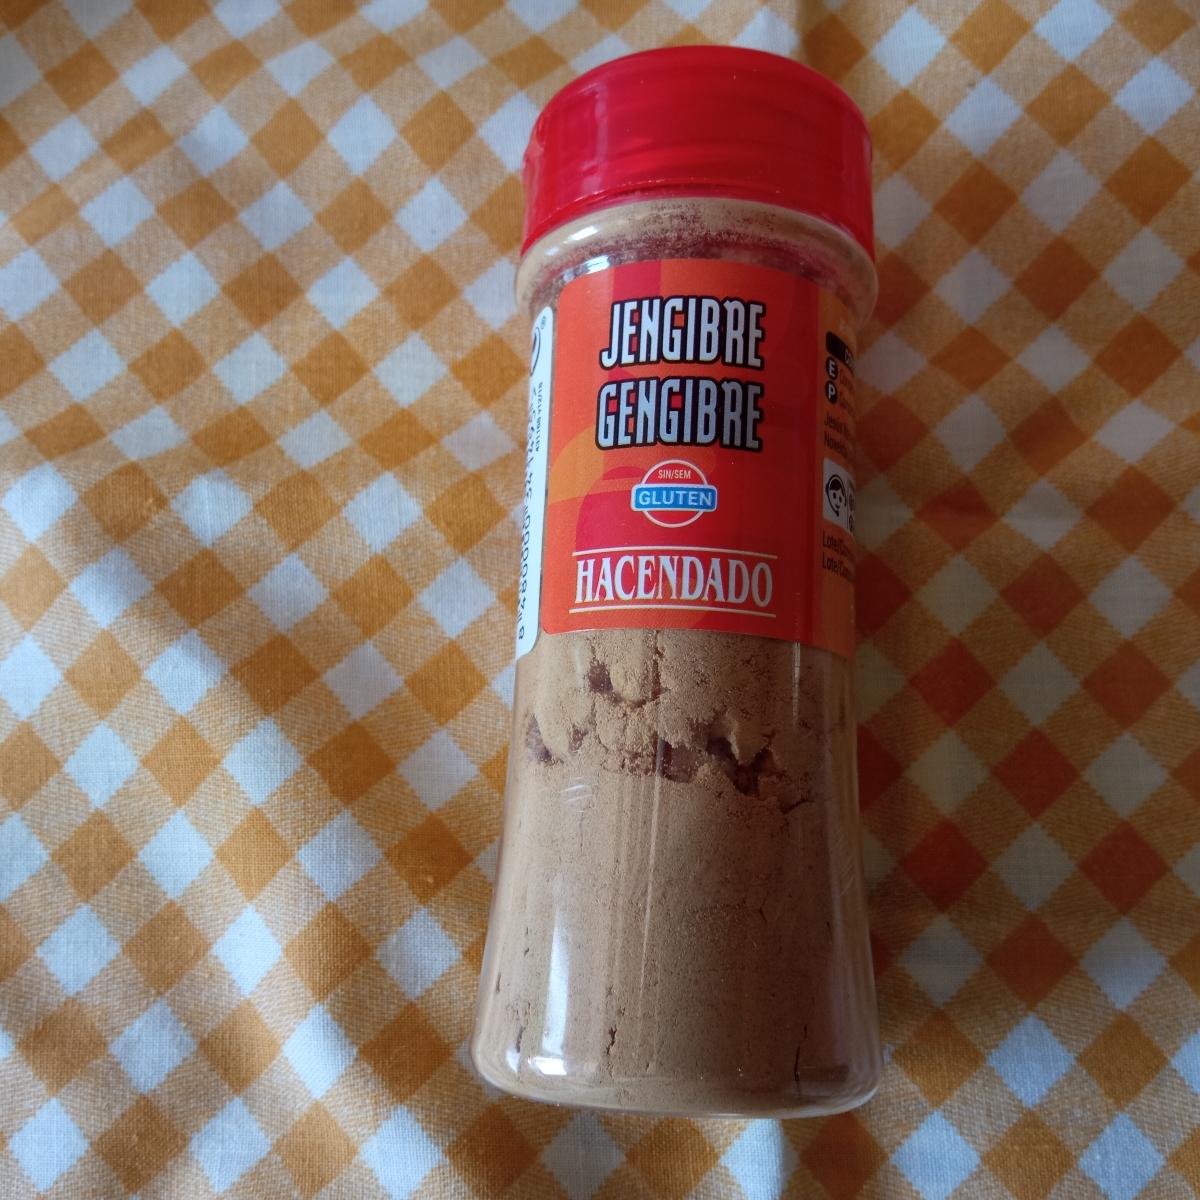 JENGIBRE
GENGIBRE
SIN/SEM
GLUTEN
HACENDADO
E
P